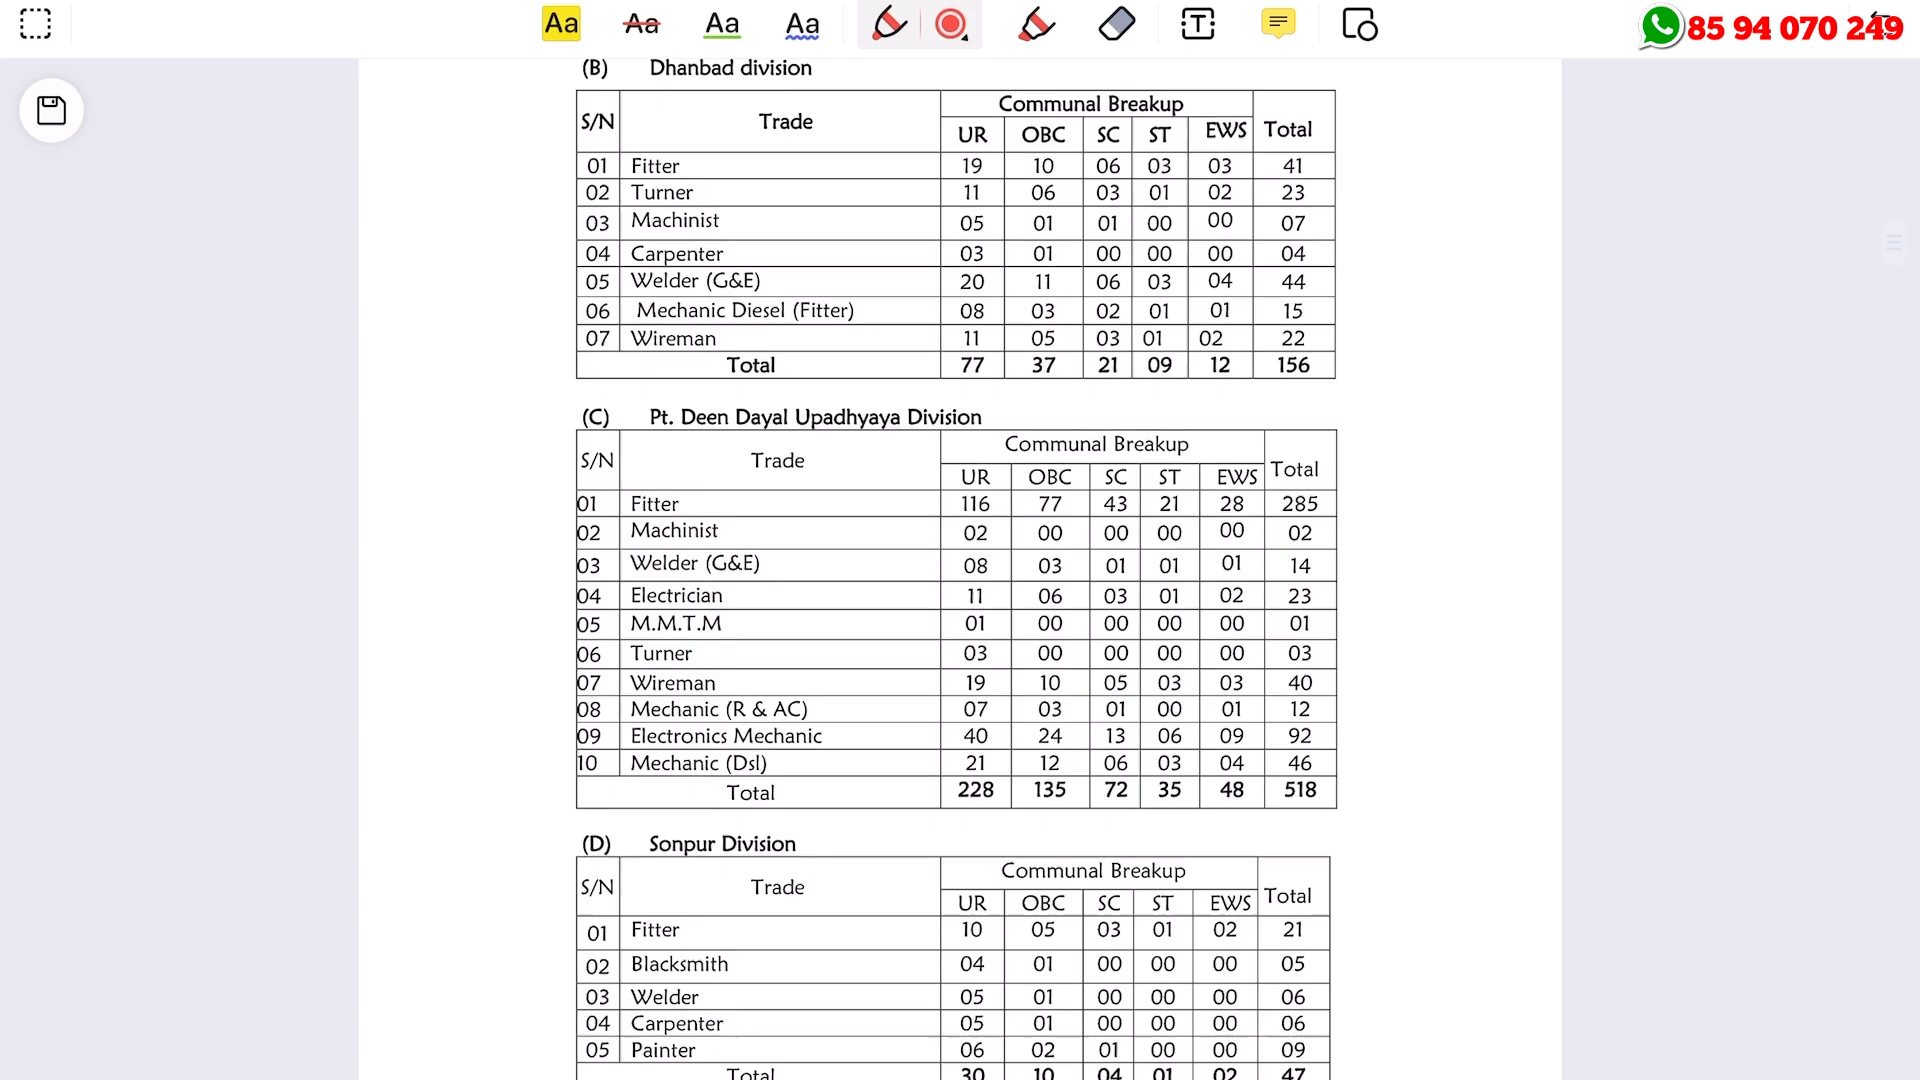 Aa Aa Aa Aa T
85 94 070 249
(B) Dhanbad division
S/N Trade Communal Breakup Total
UR OBC SC ST EWS
01 Fitter 19 10 06 03 03 41
02 Turner 11 06 03 01 02 23
03 Machinist 05 01 01 00 00 07
04 Carpenter 03 01 00 00 00 04
05 Welder (G&E) 20 11 06 03 04 44
06 Mechanic Diesel (Fitter) 08 03 02 01 01 15
07 Wireman 11 05 03 01 02 22
Total 77 37 21 09 12 156
(C) Pt. Deen Dayal Upadhyaya Division
S/N Trade Communal Breakup Total
UR OBC SC ST EWS
01 Fitter 116 77 43 21 28 285
02 Machinist 02 00 00 00 00 02
03 Welder (G&E) 08 03 01 01 01 14
04 Electrician 11 06 03 01 02 23
05 M.M.T.M 01 00 00 00 00 01
06 Turner 03 00 00 00 00 03
07 Wireman 19 10 05 03 03 40
08 Mechanic (R & AC) 07 03 01 00 01 12
09 Electronics Mechanic 40 24 13 06 09 92
10 Mechanic (Dsl) 21 12 06 03 04 46
Total 228 135 72 35 48 518
(D) Sonpur Division
S/N Trade Communal Breakup Total
UR OBC SC ST EWS
01 Fitter 10 05 03 01 02 21
02 Blacksmith 04 01 00 00 00 05
03 Welder 05 01 00 00 00 06
04 Carpenter 05 01 00 00 00 06
05 Painter 06 02 01 00 00 09
Total 30 10 04 01 02 47